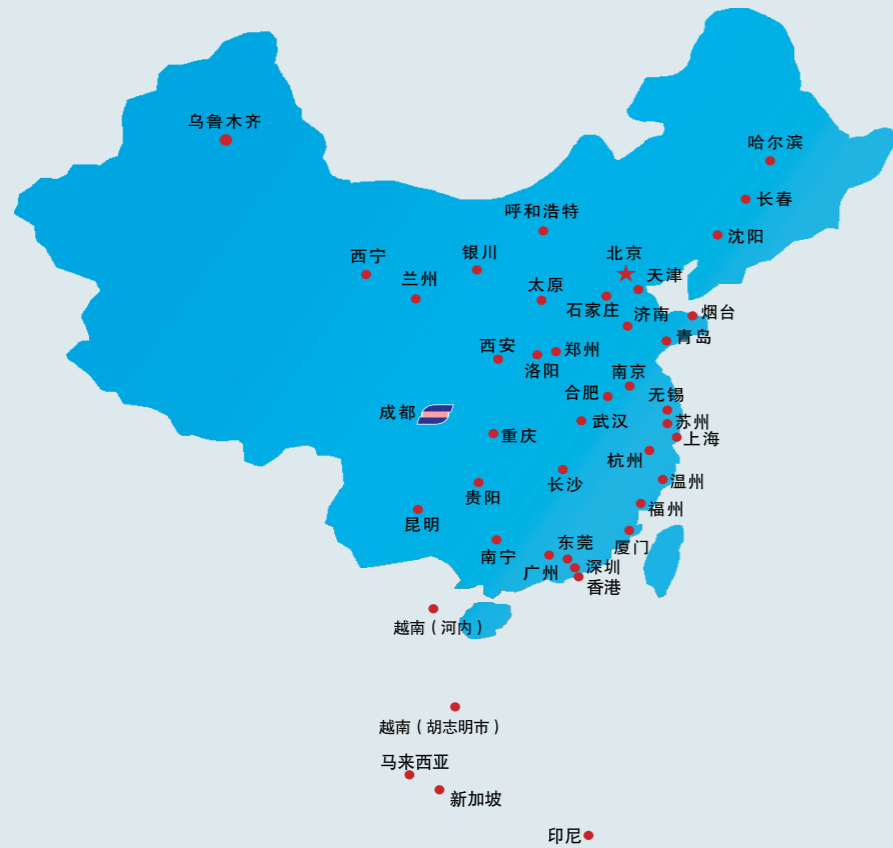 乌鲁木齐
哈尔滨
长春
呼和浩特
沈阳
北京
银川
西宁
天津
兰州
太原
石家庄
济南
烟台
青岛
西安
郑州
洛阳
南京
合肥
无锡
成都
武汉
苏州
重庆
上海
杭州
长沙
温州
贵阳
福州
昆明
东莞
厦门
南宁
广州
深圳
香港
越南(河内)
越南(胡志明市)
马来西亚
新加坡
印尼